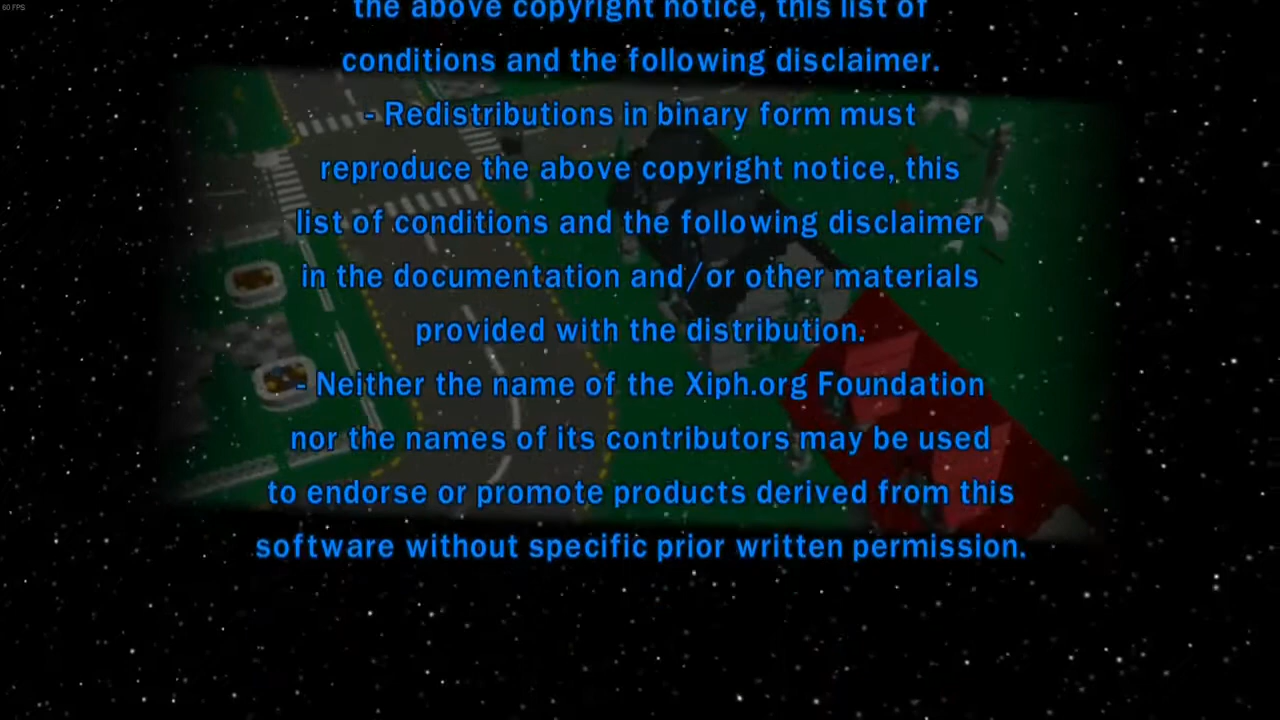 60 FPS
the above copyright notice, this list of
conditions and the following disclaimer.
- Redistributions in binary form must
reproduce the above copyright notice, this
list of conditions and the following disclaimer
in the documentation and/or other materials
provided with the distribution.
- Neither the name of the Xiph.org Foundation
nor the names of its contributors may be used
to endorse or promote products derived from this
software without specific prior written permission.